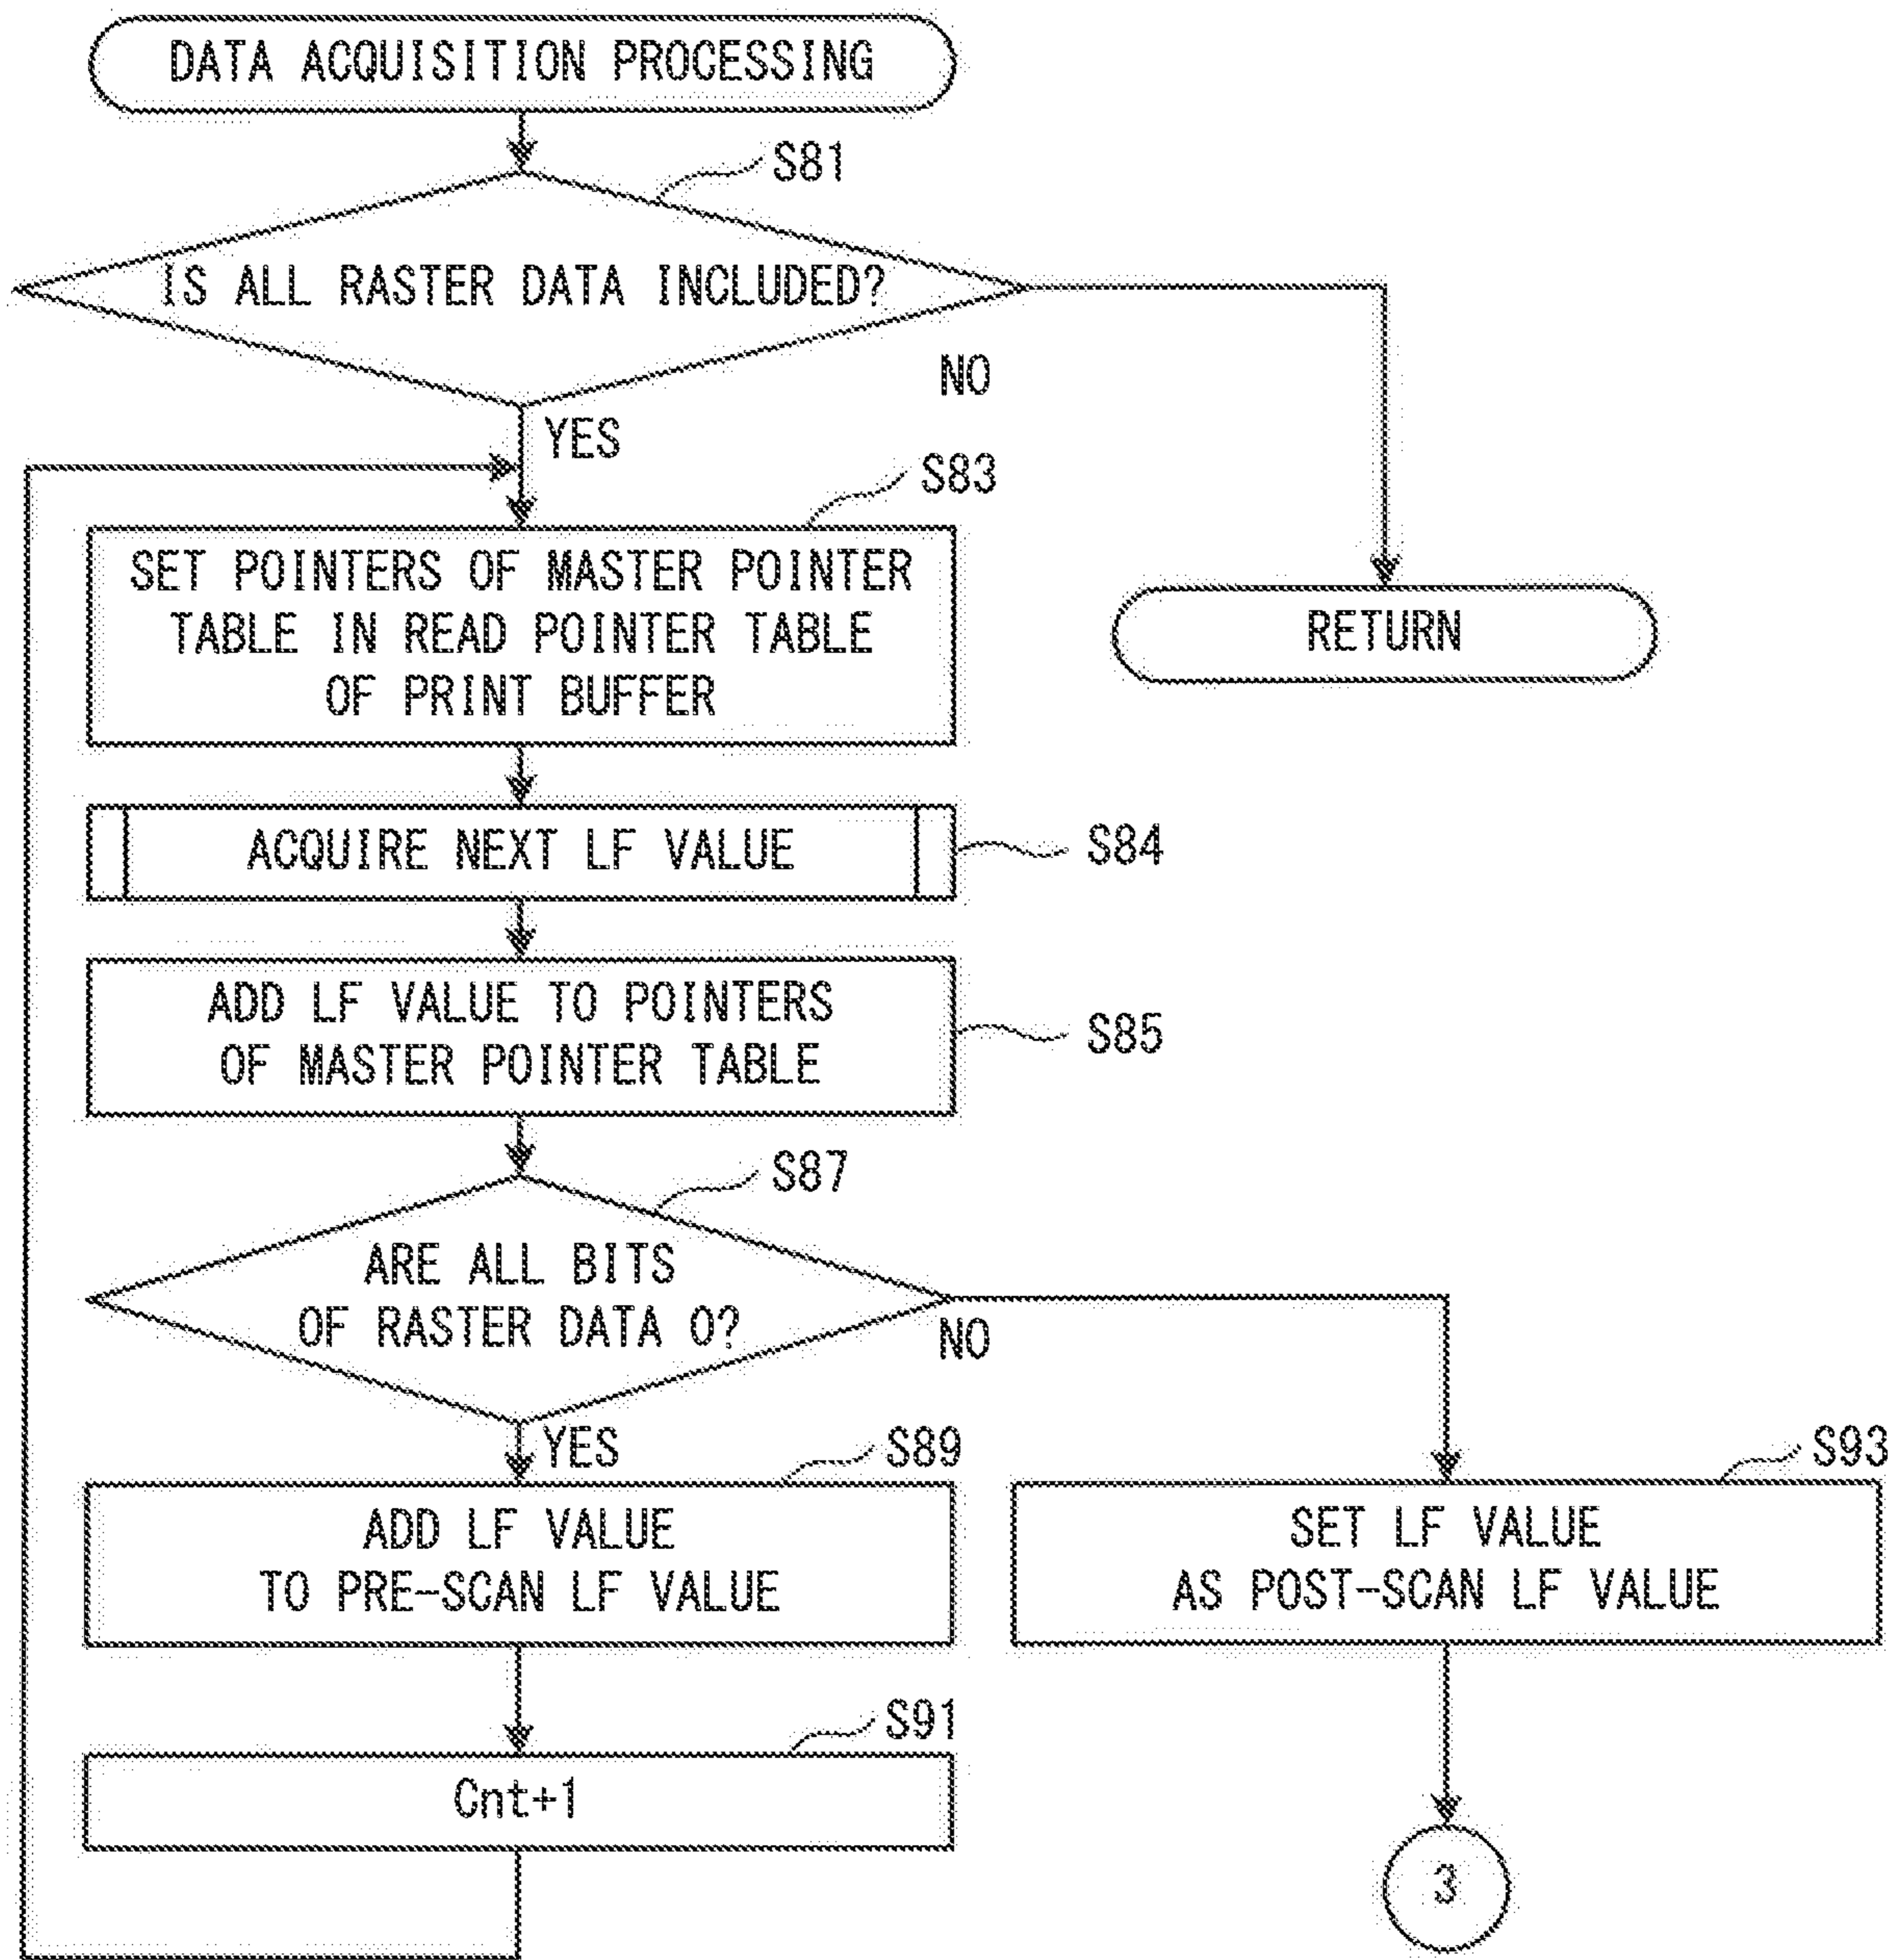 DATA ACQUISITION PROCESSING
S81
IS ALL RASTER DATA INCLUDED?
NO
YES
S83
SET POINTERS OF MASTER POINTER
TABLE IN READ POINTER TABLE
OF PRINT BUFFER
RETURN
ACQUIRE NEXT LF VALUE
S84
ADD LF VALUE TO POINTERS
OF MASTER POINTER TABLE
S85
S87
ARE ALL BITS
OF RASTER DATA 0?
NO
YES
S89
ADD LF VALUE
TO PRE-SCAN LF VALUE
S93
SET LF VALUE
AS POST-SCAN LF VALUE
S91
Cnt+1
3